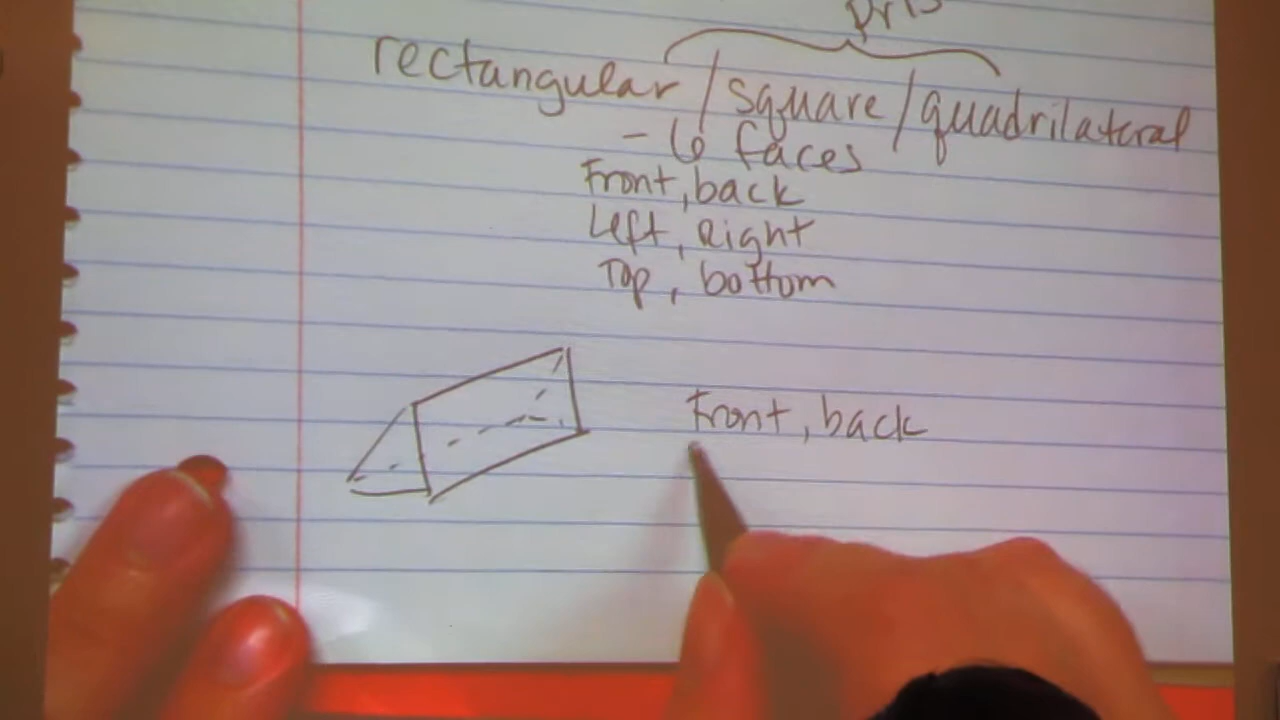 rectangular / square / quadrilateral
- 6 faces
Front, back
Left, Right
Top, bottom
Front, back